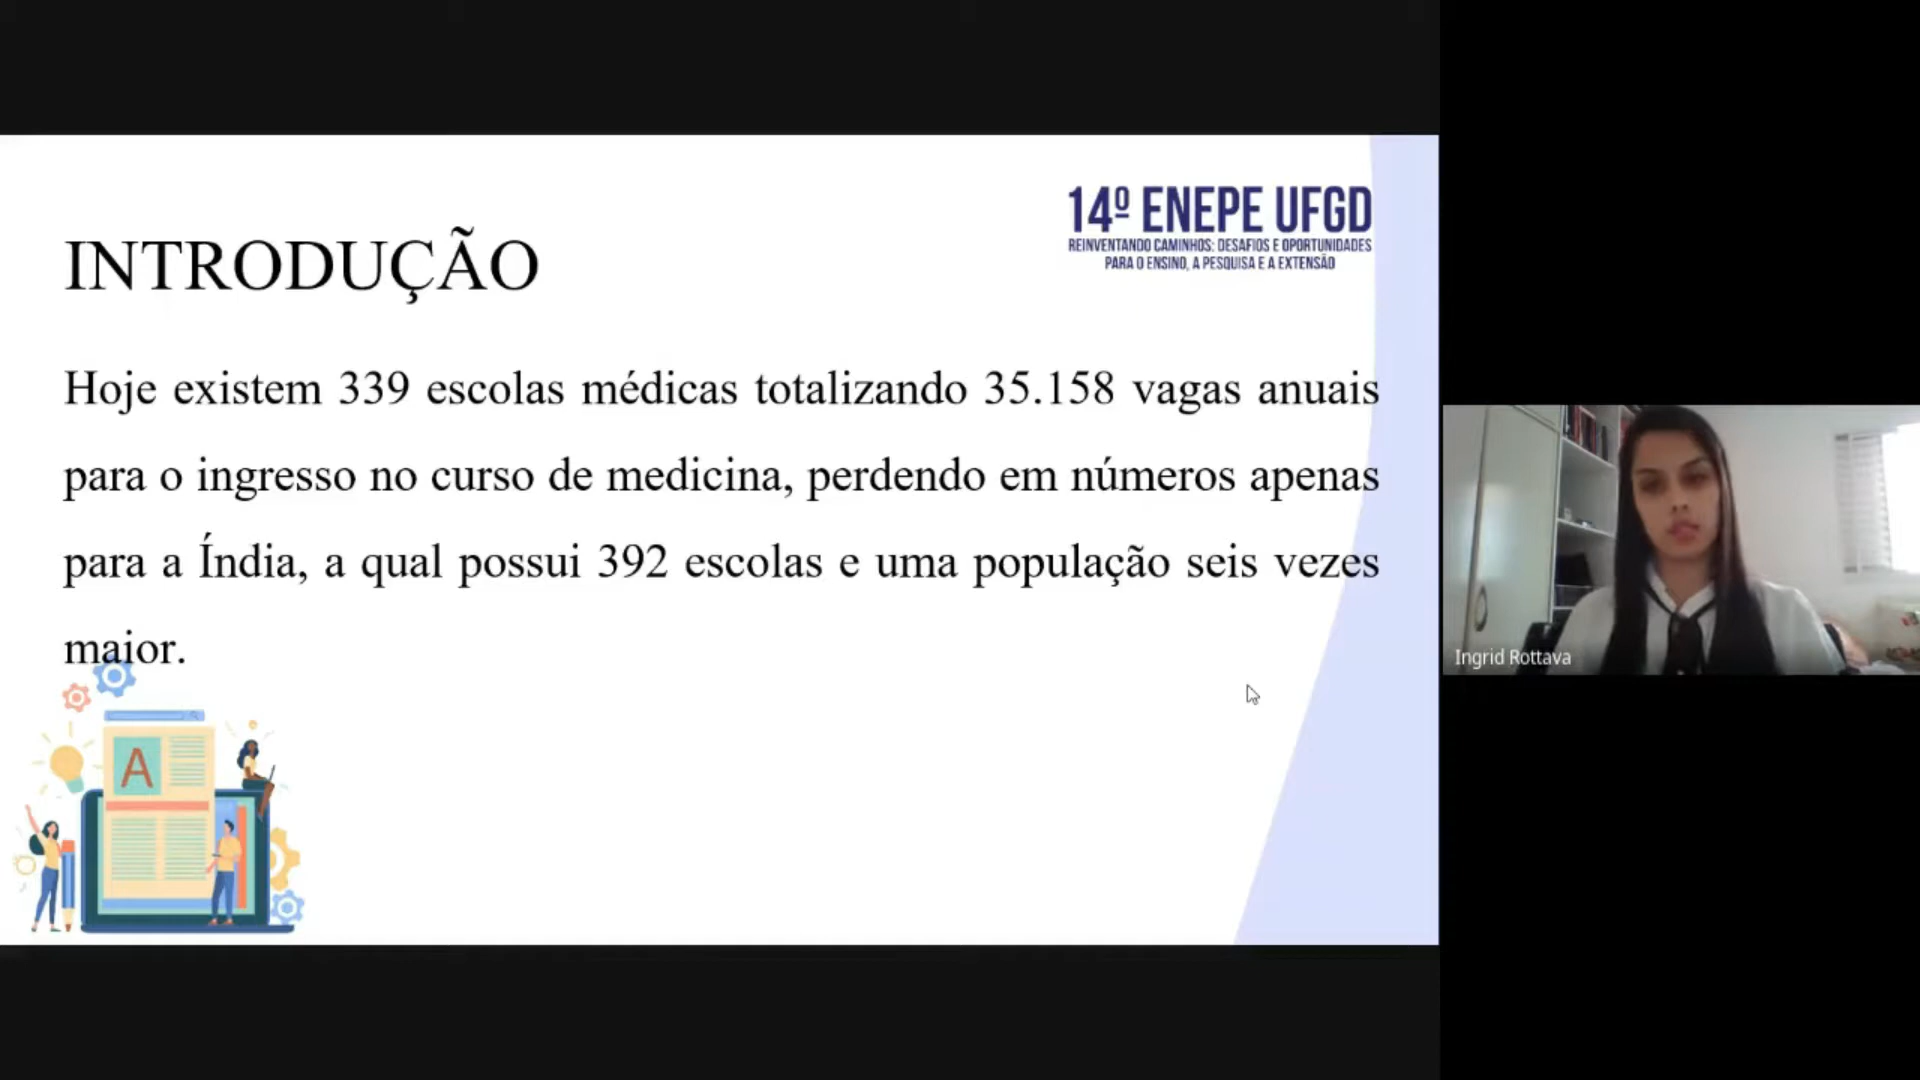 14º ENEPE UFGD
REINVENTANDO CAMINHOS: DESAFIOS E OPORTUNIDADES
PARA O ENSINO, A PESQUISA E A EXTENSÃO
INTRODUÇÃO
Hoje existem 339 escolas médicas totalizando 35.158 vagas anuais
para o ingresso no curso de medicina, perdendo em números apenas
para a Índia, a qual possui 392 escolas e uma população seis vezes
maior.
A
Ingrid Rottava